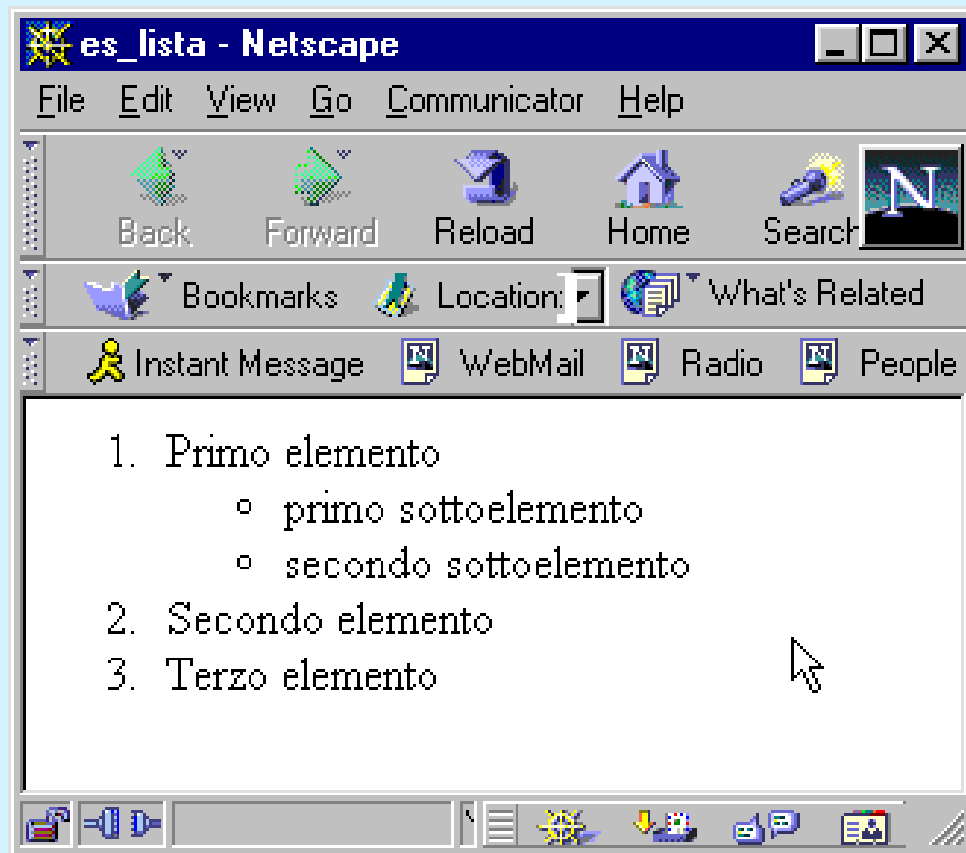 es_lista - Netscape
File Edit View Go Communicator Help
Back Forward Reload Home Search N
Bookmarks Location: What's Related
Instant Message WebMail Radio People
1. Primo elemento
○ primo sottoelemento
○ secondo sottoelemento
2. Secondo elemento
3. Terzo elemento